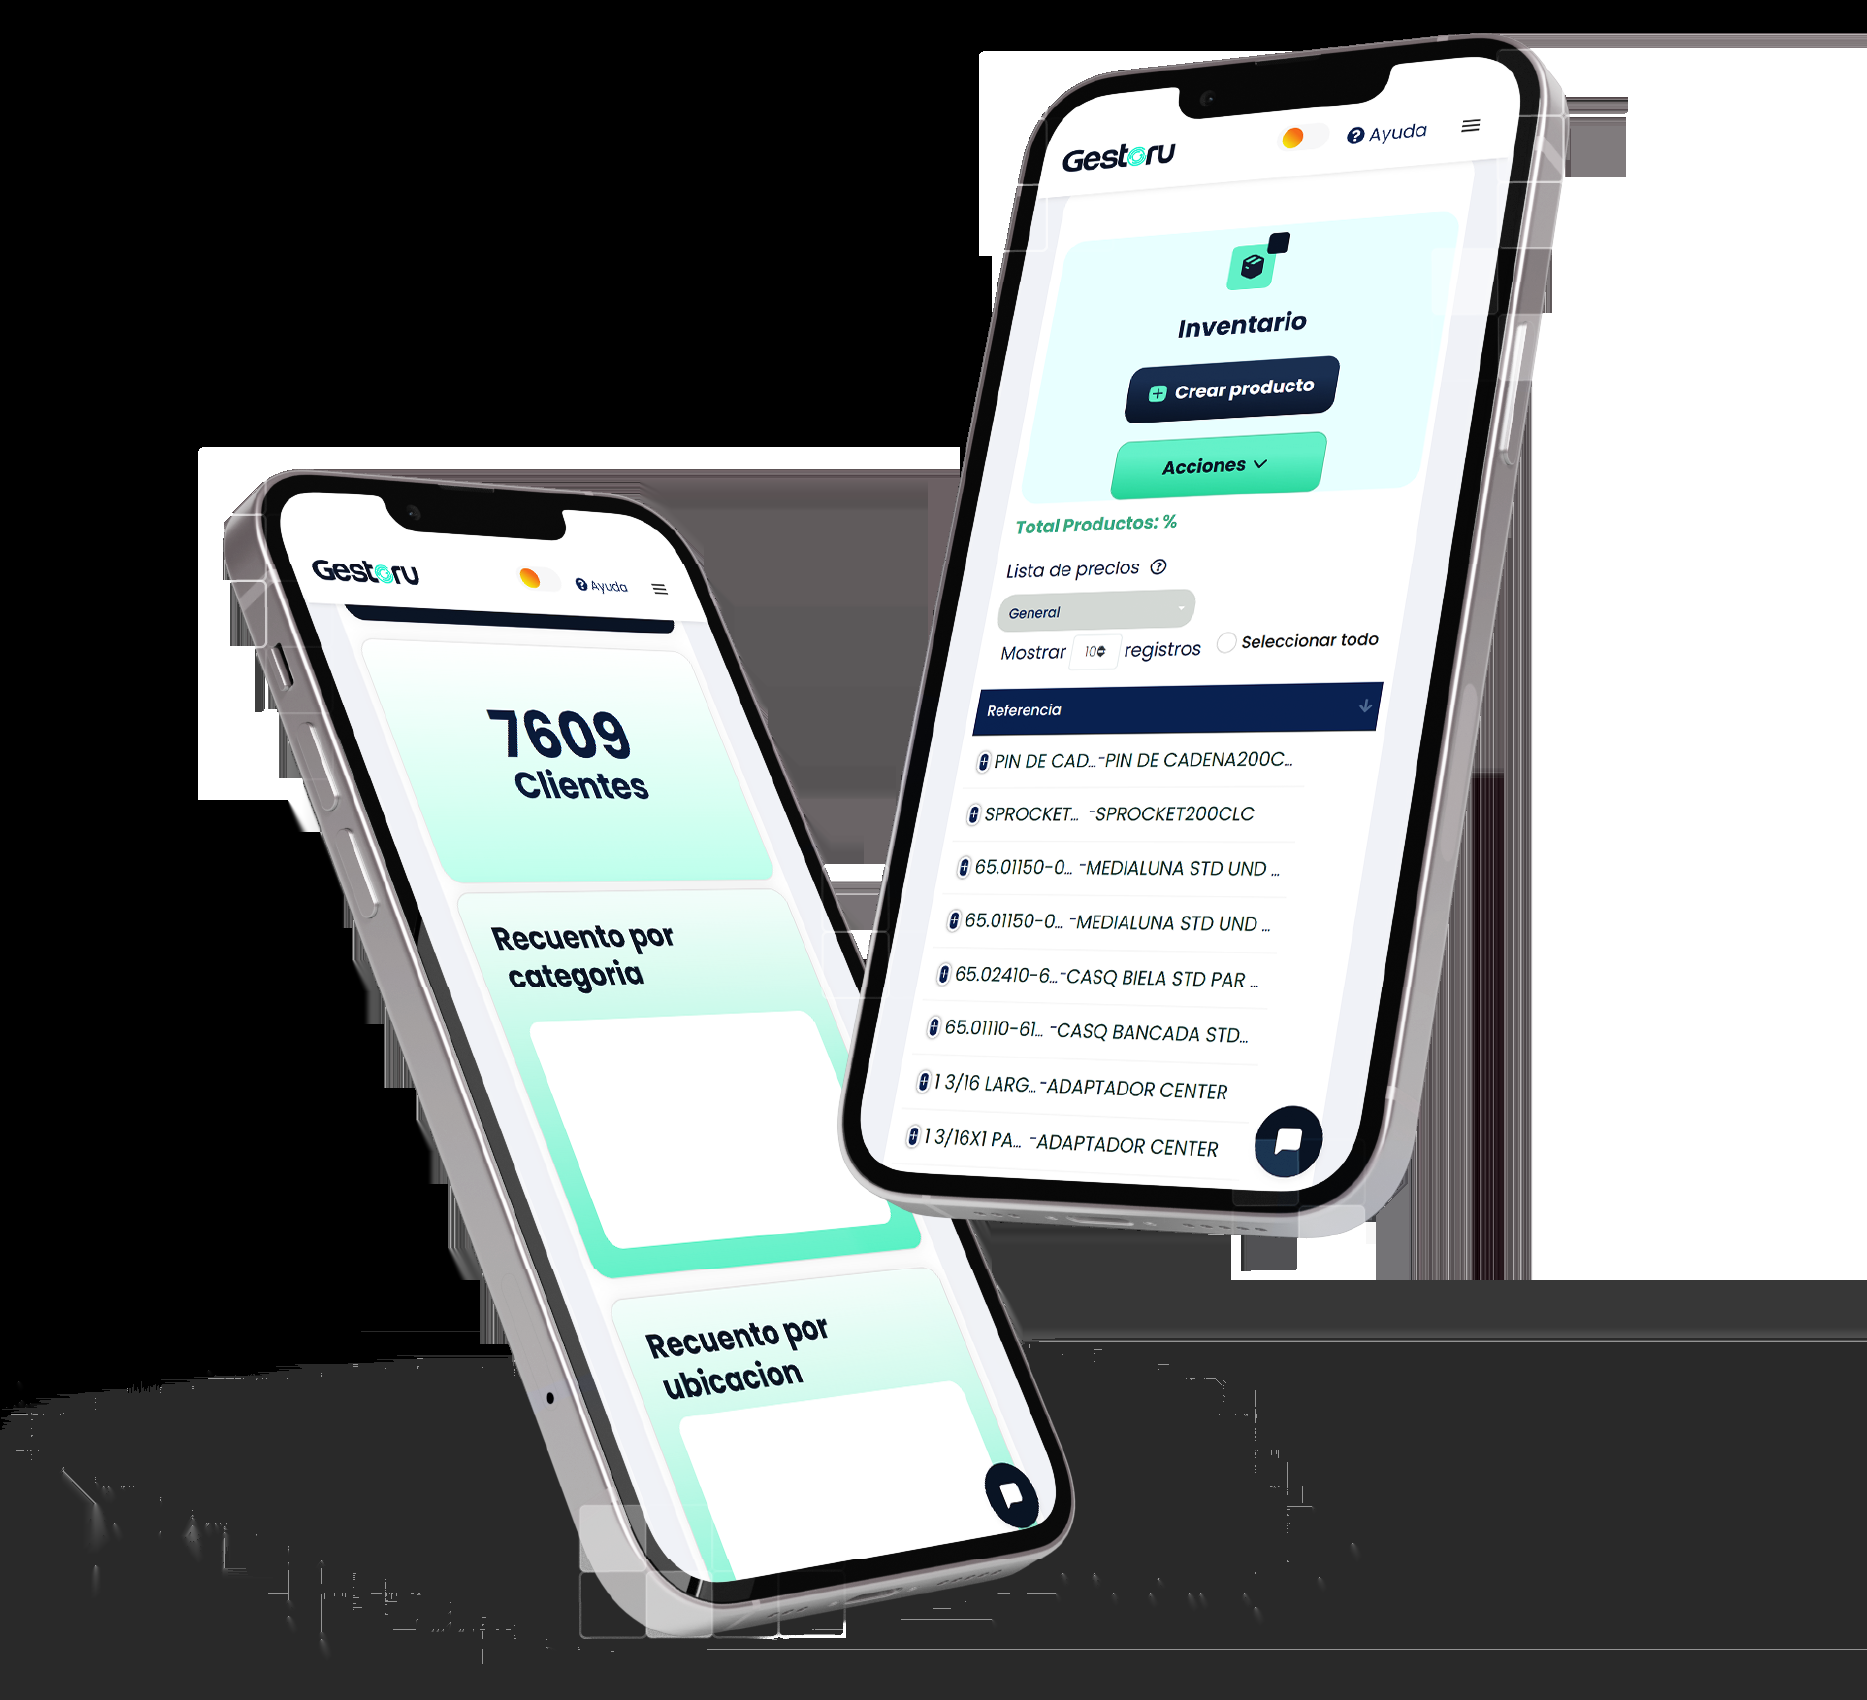 Gestoru
Ayuda
7609
Clientes
Recuento por
categoria
Recuento por
ubicacion
Gestoru
Ayuda
Inventario
Crear producto
Acciones
Total Productos: %
Lista de precios
General
Mostrar 10 registros Seleccionar todo
Referencia
PIN DE CAD... -PIN DE CADENA200C...
SPROCKET... -SPROCKET200CLC
65.01150-0... -MEDIALUNA STD UND ...
65.01150-0... -MEDIALUNA STD UND ...
65.02410-6... -CASQ BIELA STD PAR ...
65.01110-61... -CASQ BANCADA STD...
1 3/16 LARG... -ADAPTADOR CENTER
1 3/16X1 PA... -ADAPTADOR CENTER